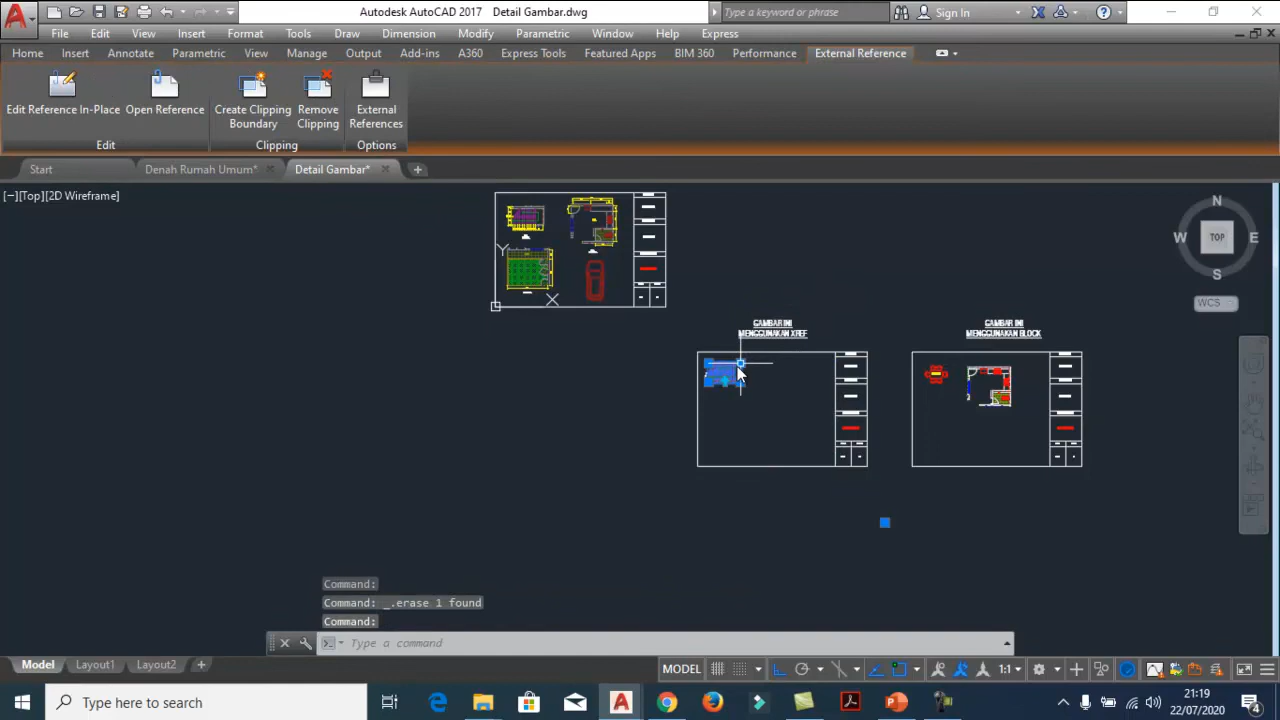 Autodesk AutoCAD 2017 Detail Gambar.dwg
Type a keyword or phrase
Sign In
File Edit View Insert Format Tools Draw Dimension Modify Parametric Window Help Express
Home Insert Annotate Parametric View Manage Output Add-ins A360 Express Tools Featured Apps BIM 360 Performance External Reference
Edit Reference In-Place
Open Reference
Create Clipping Boundary
Remove Clipping
External References
Edit
Clipping
Options
Start
Denah Rumah Umum*
Detail Gambar*
[−][Top][2D Wireframe]
N
W TOP E
S
WCS
Y
X
GAMBAR INI
MENGGUNAKAN XREF
GAMBAR INI
MENGGUNAKAN BLOCK
Command:
Command: _.erase 1 found
Command:
Type a command
Model Layout1 Layout2
MODEL
1:1
Type here to search
21:19
22/07/2020
4